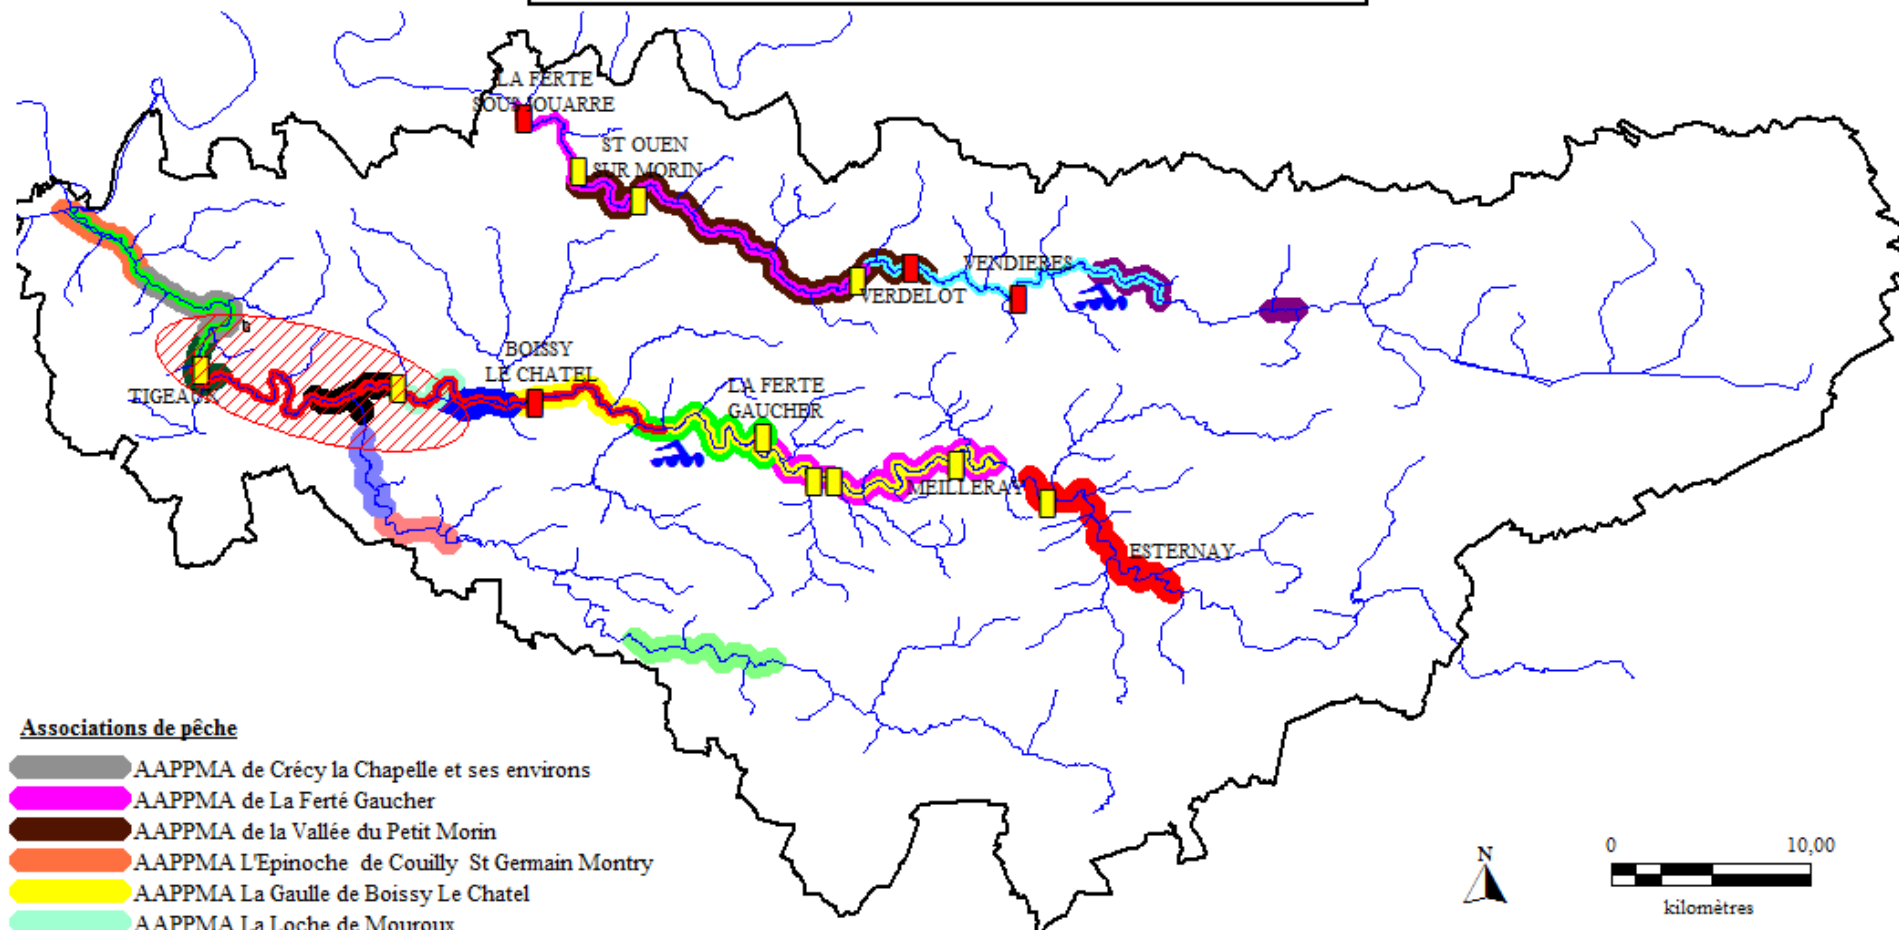 LA FERTE
SOUS JOUARRE
ST OUEN
SUR MORIN
VENDIERES
VERDELOT
BOISSY
LE CHATEL
TIGEAUX
LA FERTE
GAUCHER
MEILLERAY
ESTERNAY
Associations de pêche
AAPPMA de Crécy la Chapelle et ses environs
AAPPMA de La Ferté Gaucher
AAPPMA de la Vallée du Petit Morin
AAPPMA L'Epinoche de Couilly St Germain Montry
AAPPMA La Gaulle de Boissy Le Chatel
AAPPMA La Loche de Mouroux
N
0 10,00
kilomètres